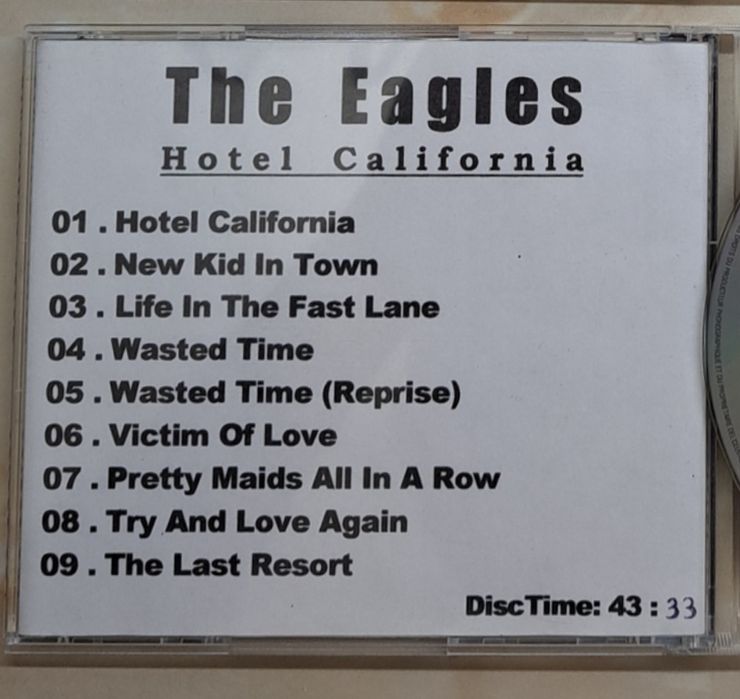 The Eagles
Hotel California
01 . Hotel California
02 . New Kid In Town
03 . Life In The Fast Lane
04 . Wasted Time
05 . Wasted Time (Reprise)
06 . Victim Of Love
07 . Pretty Maids All In A Row
08 . Try And Love Again
09 . The Last Resort
DiscTime: 43 : 33